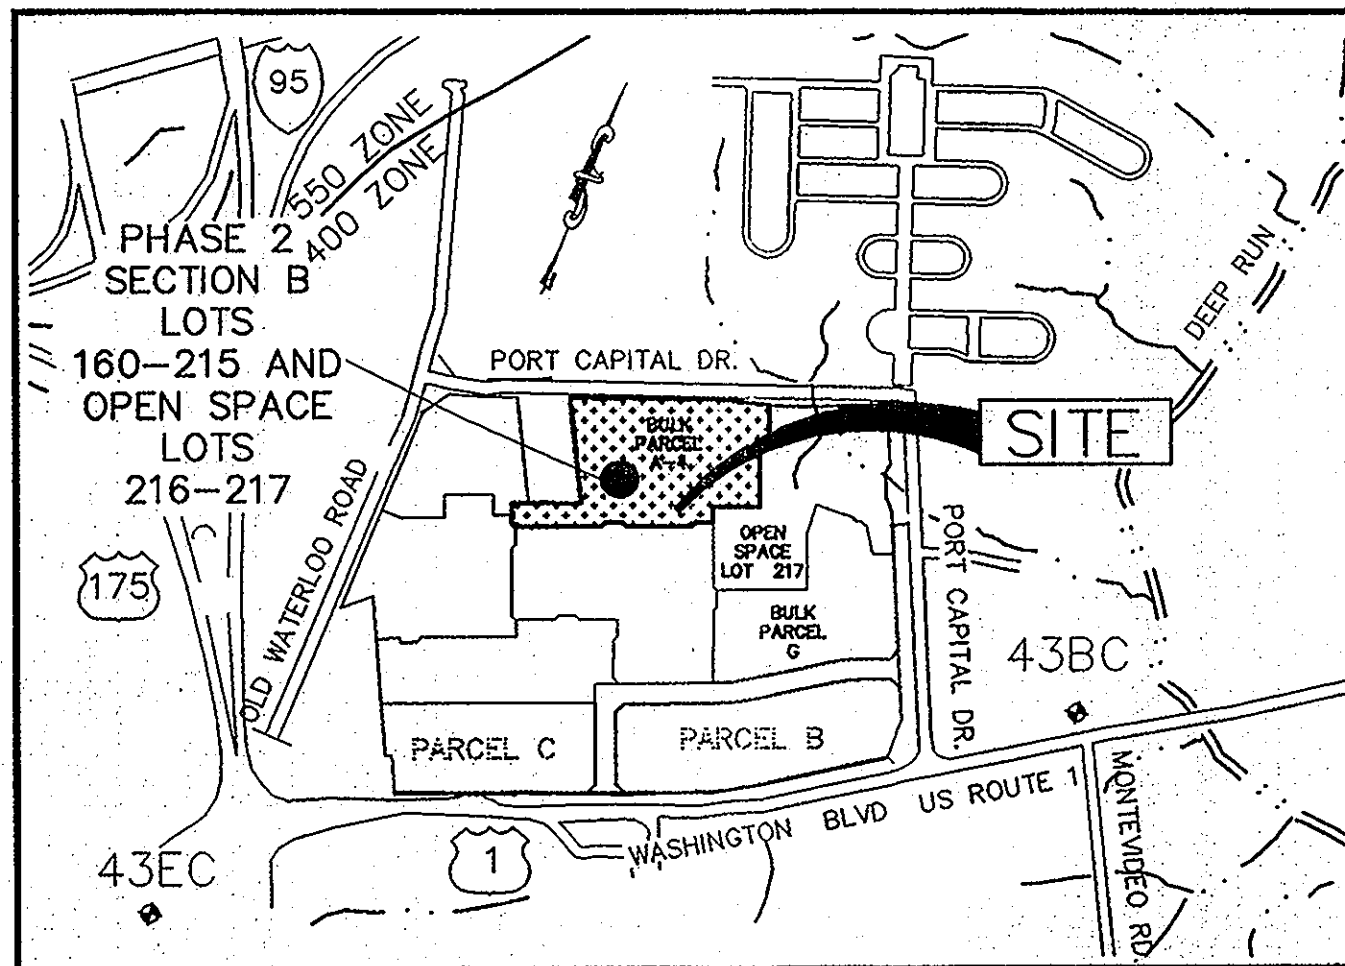 95
550 ZONE
400 ZONE
PHASE 2
SECTION B
LOTS
160-215 AND
OPEN SPACE
LOTS
216-217
PORT CAPITAL DR.
DEEP RUN
BULK
PARCEL
A-4
SITE
OLD WATERLOO ROAD
175
OPEN
SPACE
LOT 217
PORT CAPITAL DR.
BULK
PARCEL
G
43BC
PARCEL C
PARCEL B
WASHINGTON BLVD US ROUTE 1
MONTEVIDEO RD.
43EC
1